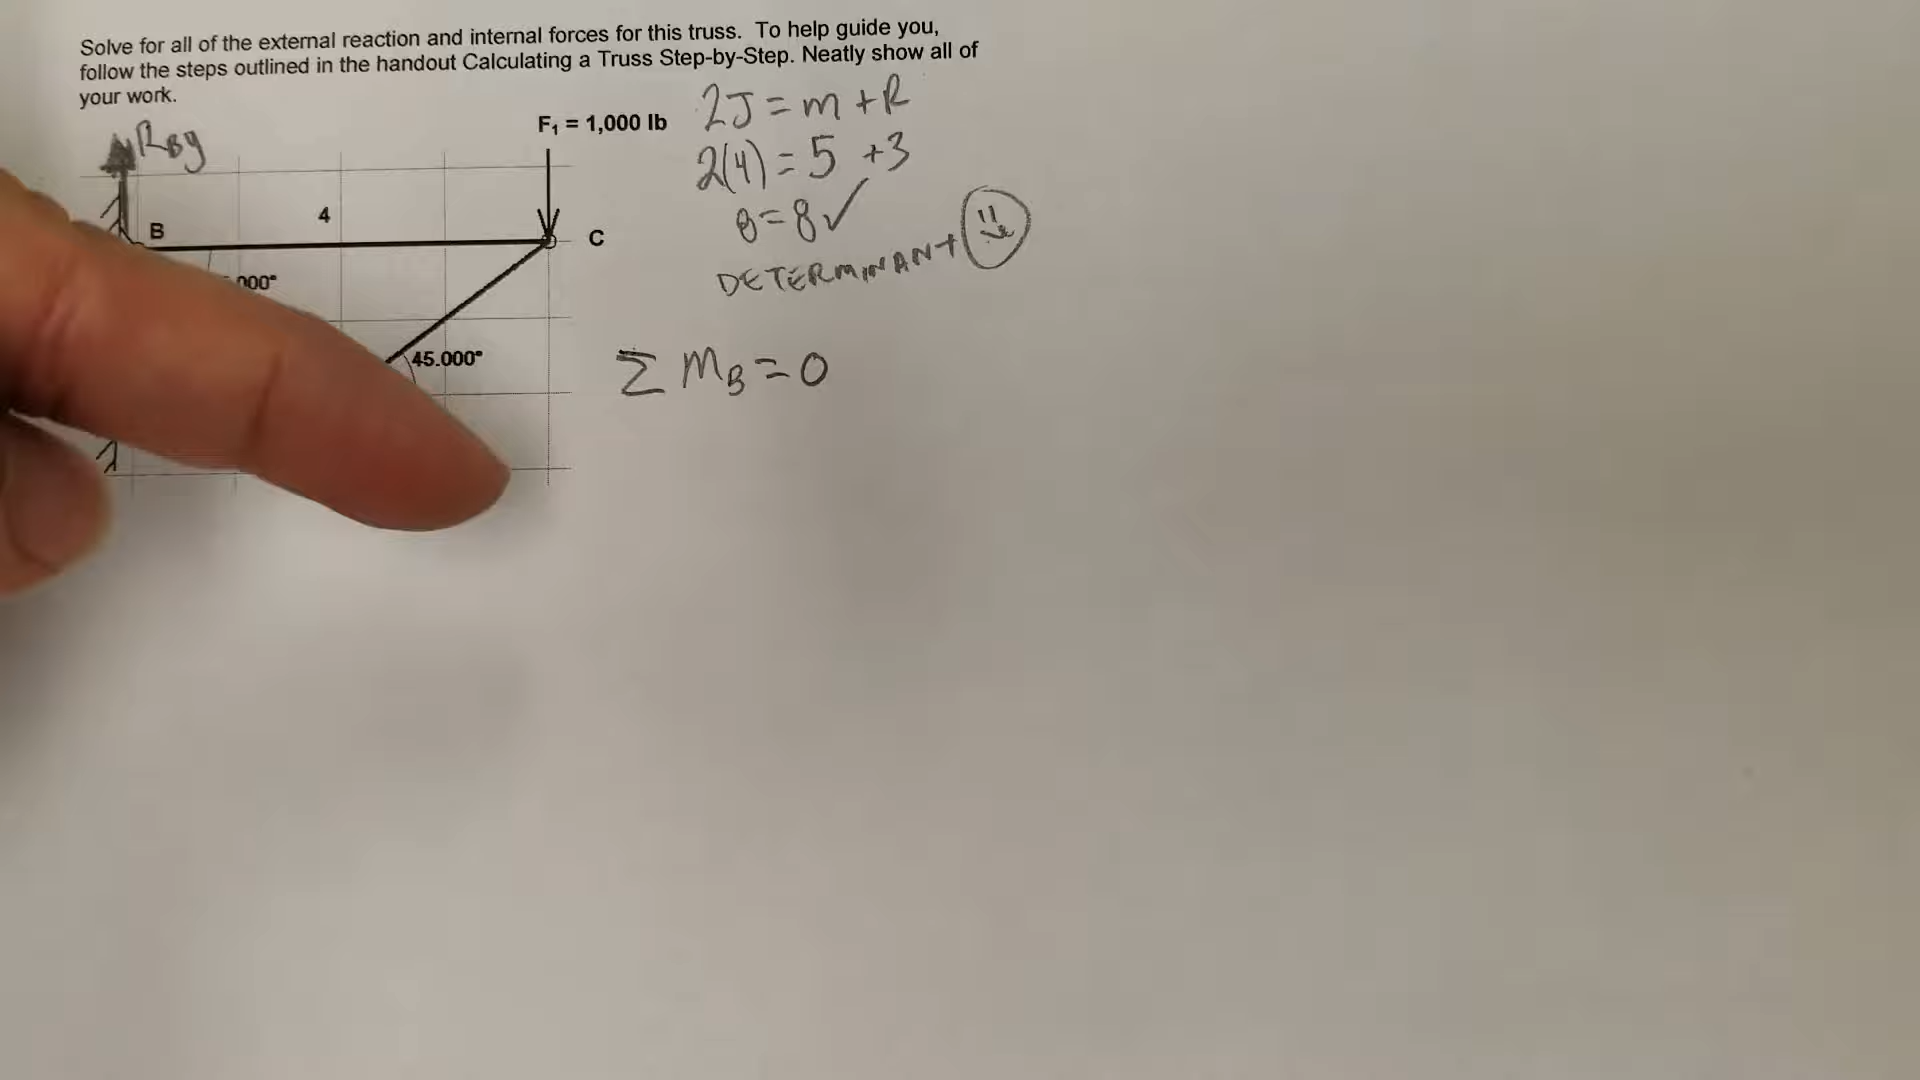 Solve for all of the external reaction and internal forces for this truss. To help guide you,
follow the steps outlined in the handout Calculating a Truss Step-by-Step. Neatly show all of
your work.
RBy
F₁ = 1,000 lb
2J = m + R
2(4) = 5 + 3
8 = 8 ✓
DETERMINANT
B
4
C
000°
45.000°
Σ MB = 0